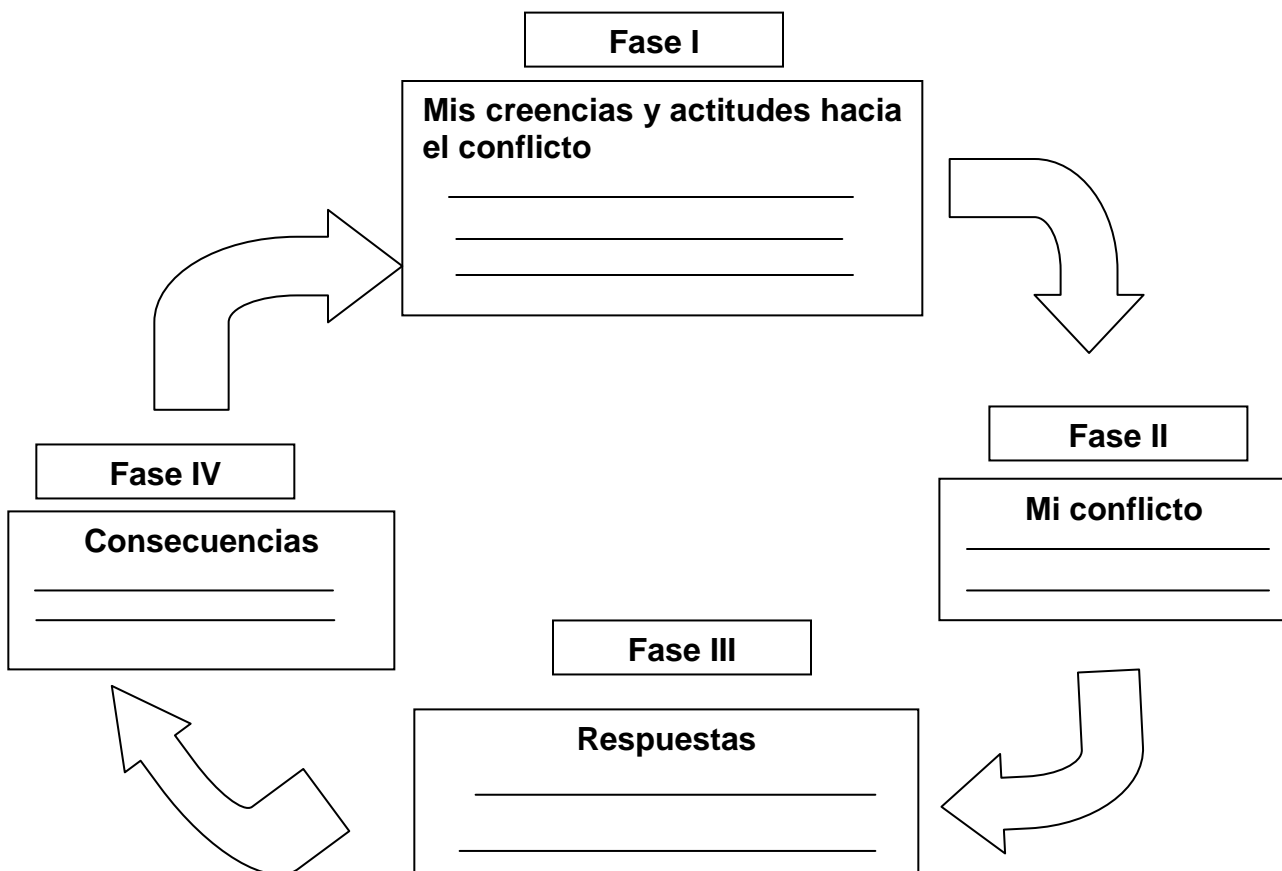 Fase I
Mis creencias y actitudes hacia
el conflicto
Fase II
Mi conflicto
Fase III
Respuestas
Fase IV
Consecuencias